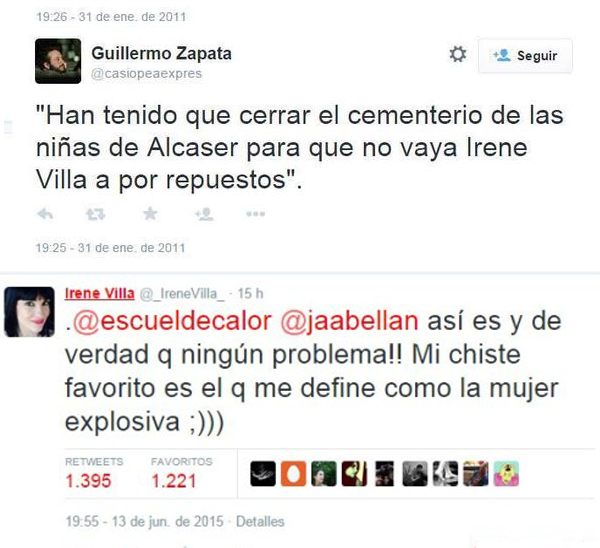 19:26 - 31 de ene. de 2011
Guillermo Zapata
@casiopeaexpres
Seguir
"Han tenido que cerrar el cementerio de las
niñas de Alcaser para que no vaya Irene
Villa a por repuestos".
19:25 - 31 de ene. de 2011
Irene Villa @_IreneVilla_ · 15 h
.@escueldecalor @jaabellan así es y de
verdad q ningún problema!! Mi chiste
favorito es el q me define como la mujer
explosiva ;)))
RETWEETS FAVORITOS
1.395 1.221
19:55 - 13 de jun. de 2015 · Detalles